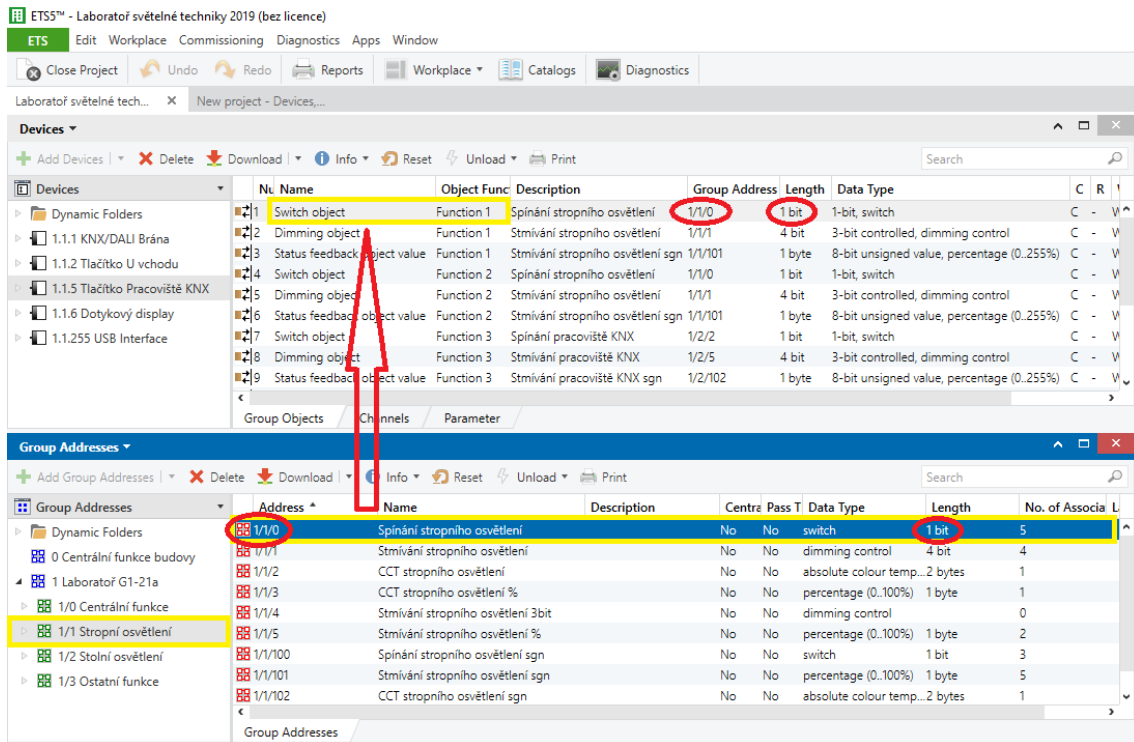 ETS5™ - Laboratoř světelné techniky 2019 (bez licence)
ETS Edit Workplace Commissioning Diagnostics Apps Window
Close Project Undo Redo Reports Workplace Catalogs Diagnostics
Laboratoř světelné tech... New project - Devices,...
Devices
Add Devices Delete Download Info Reset Unload Print Search
Devices Nu Name Object Func Description Group Address Length Data Type C R
Dynamic Folders 1 Switch object Function 1 Spínání stropního osvětlení 1/1/0 1 bit 1-bit, switch C -
1.1.1 KNX/DALI Brána 2 Dimming object Function 1 Stmívání stropního osvětlení 1/1/1 4 bit 3-bit controlled, dimming control C -
1.1.2 Tlačítko U vchodu 3 Status feedback object value Function 1 Stmívání stropního osvětlení sgn 1/1/101 1 byte 8-bit unsigned value, percentage (0..255%) C -
4 Switch object Function 2 Spínání stropního osvětlení 1/1/0 1 bit 1-bit, switch C -
1.1.5 Tlačítko Pracoviště KNX 5 Dimming object Function 2 Stmívání stropního osvětlení 1/1/1 4 bit 3-bit controlled, dimming control C -
1.1.6 Dotykový display 6 Status feedback object value Function 2 Stmívání stropního osvětlení sgn 1/1/101 1 byte 8-bit unsigned value, percentage (0..255%) C -
1.1.255 USB Interface 7 Switch object Function 3 Spínání pracoviště KNX 1/2/2 1 bit 1-bit, switch C -
8 Dimming object Function 3 Stmívání pracoviště KNX 1/2/5 4 bit 3-bit controlled, dimming control C -
9 Status feedback object value Function 3 Stmívání pracoviště KNX sgn 1/2/102 1 byte 8-bit unsigned value, percentage (0..255%) C -
Group Objects Channels Parameter
Group Addresses
Add Group Addresses Delete Download Info Reset Unload Print Search
Group Addresses Address Name Description Centra Pass T Data Type Length No. of Associa
Dynamic Folders 1/1/0 Spínání stropního osvětlení No No switch 1 bit 5
0 Centrální funkce budovy 1/1/1 Stmívání stropního osvětlení No No dimming control 4 bit 4
1 Laboratoř G1-21a 1/1/2 CCT stropního osvětlení No No absolute colour temp... 2 bytes 1
1/0 Centrální funkce 1/1/3 CCT stropního osvětlení % No No percentage (0..100%) 1 byte 1
1/1/4 Stmívání stropního osvětlení 3bit No No dimming control 0
1/1 Stropní osvětlení 1/1/5 Stmívání stropního osvětlení % No No percentage (0..100%) 1 byte 2
1/2 Stolní osvětlení 1/1/100 Spínání stropního osvětlení sgn No No switch 1 bit 3
1/3 Ostatní funkce 1/1/101 Stmívání stropního osvětlení sgn No No percentage (0..100%) 1 byte 5
1/1/102 CCT stropního osvětlení sgn No No absolute colour temp... 2 bytes 1
Group Addresses